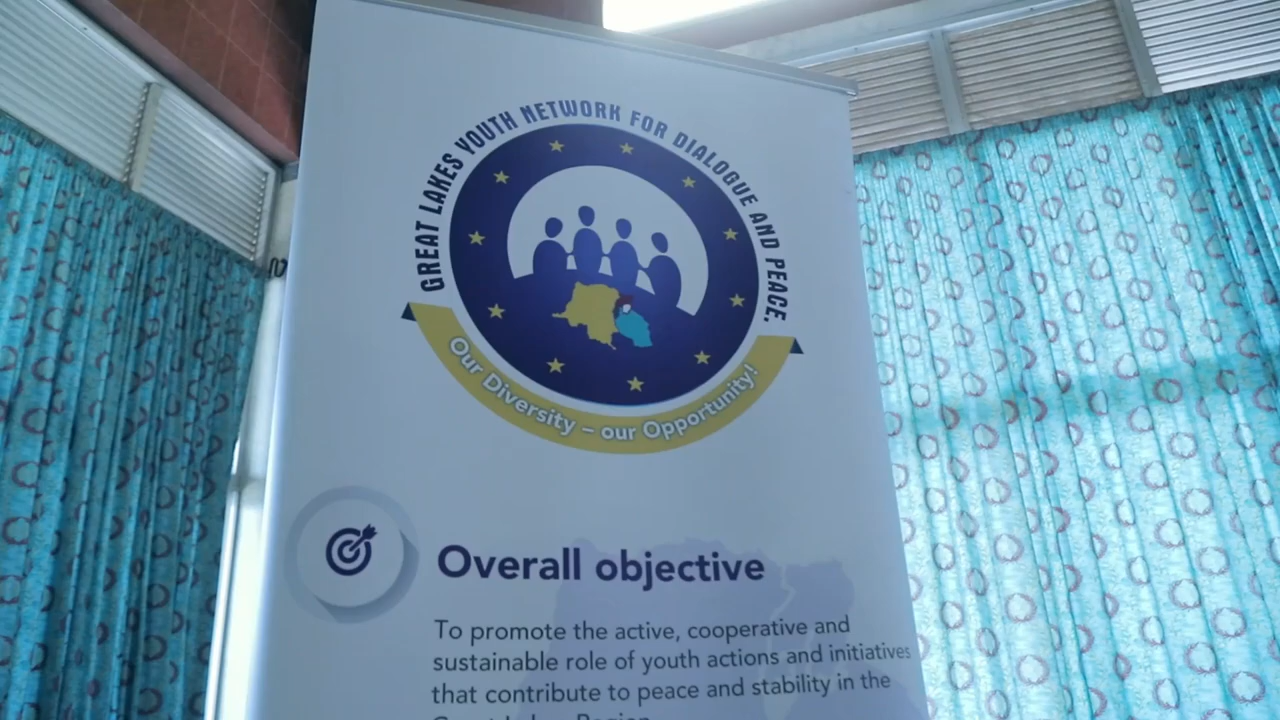 GREAT LAKES YOUTH NETWORK FOR DIALOGUE AND PEACE.
Our Diversity – our Opportunity!
Overall objective
To promote the active, cooperative and
sustainable role of youth actions and initiatives
that contribute to peace and stability in the